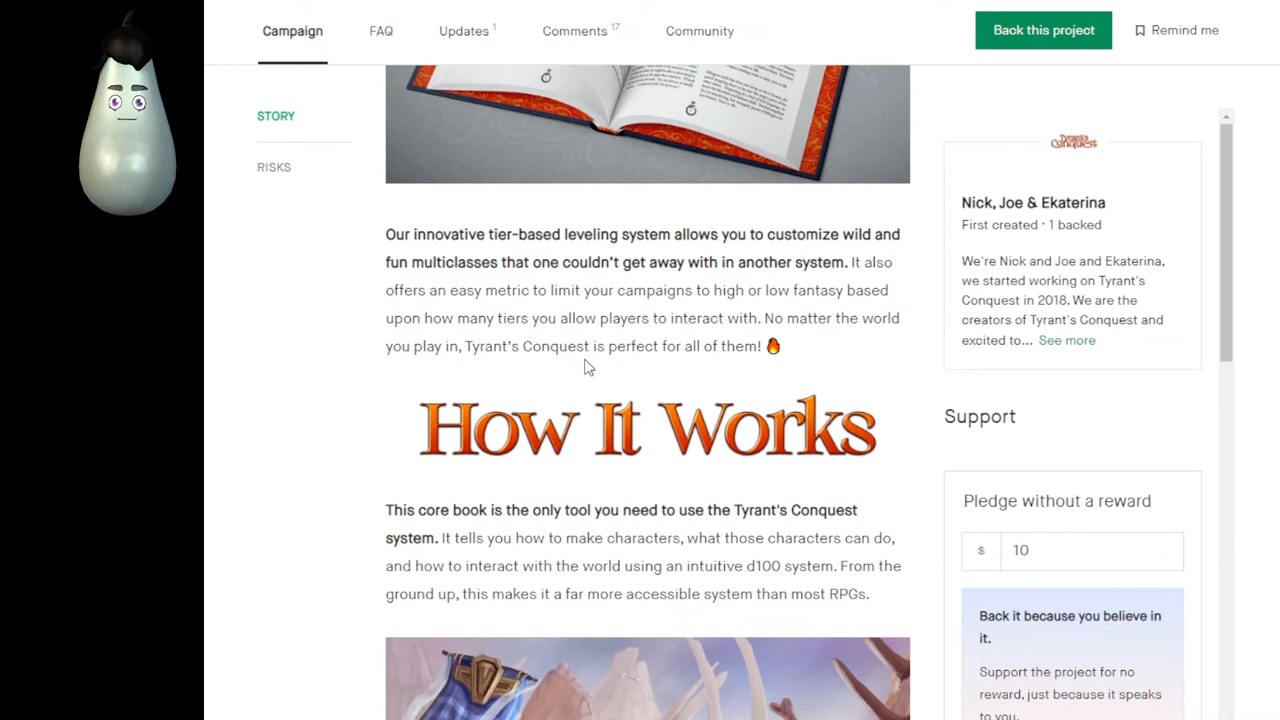 Campaign
FAQ
Updates 1
Comments 17
Community
Back this project
Remind me
STORY
RISKS
Tyrant's
Conquest
Nick, Joe & Ekaterina
First created · 1 backed
We're Nick and Joe and Ekaterina,
we started working on Tyrant's
Conquest in 2018. We are the
creators of Tyrant's Conquest and
excited to... See more
Our innovative tier-based leveling system allows you to customize wild and
fun multiclasses that one couldn't get away with in another system. It also
offers an easy metric to limit your campaigns to high or low fantasy based
upon how many tiers you allow players to interact with. No matter the world
you play in, Tyrant's Conquest is perfect for all of them!
How It Works
This core book is the only tool you need to use the Tyrant's Conquest
system. It tells you how to make characters, what those characters can do,
and how to interact with the world using an intuitive d100 system. From the
ground up, this makes it a far more accessible system than most RPGs.
Support
Pledge without a reward
$ 10
Back it because you believe in
it.
Support the project for no
reward, just because it speaks
to you.